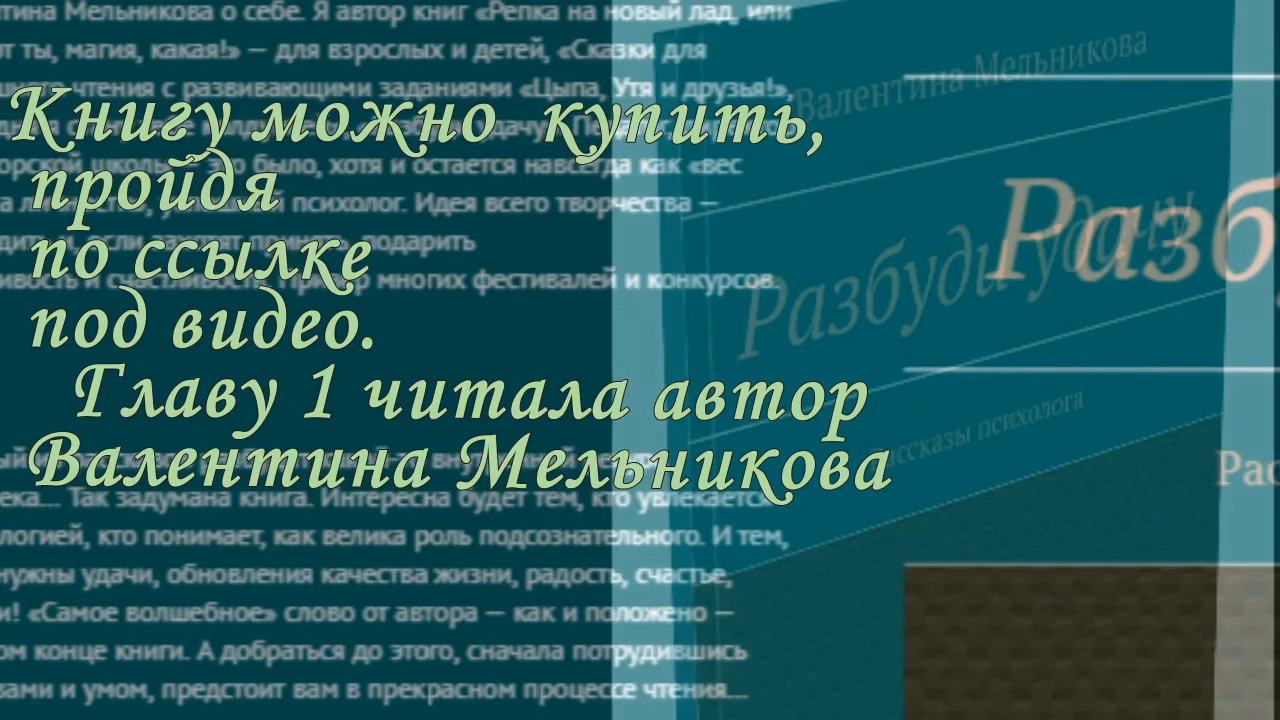 тина Мельникова о себе. Я автор книг «Репка на новый лад, или
ты, магия, какая!» — для взрослых и детей, «Сказки для
чтения с развивающими заданиями «Цыпа, Утя и друзья!»,
Книгу можно купить,
пройдя
по ссылке
под видео.
Главу 1 читала автор
Валентина Мельникова
было, хотя и остается навсегда как «вес
психолог. Идея всего творчества —
подарить
многих фестивалей и конкурсов.
ека... Так задумана книга. Интересна будет тем, кто увлекается
логией, кто понимает, как велика роль подсознательного. И тем,
нужны удачи, обновления качества жизни, радость, счастье,
и! «Самое волшебное» слово от автора — как и положено —
ом конце книги. А добраться до этого, сначала потрудившись
вами и умом, предстоит вам в прекрасном процессе чтения...
Валентина Мельникова
Разбуди удачу
Рассказы психолога
Разб
Рас